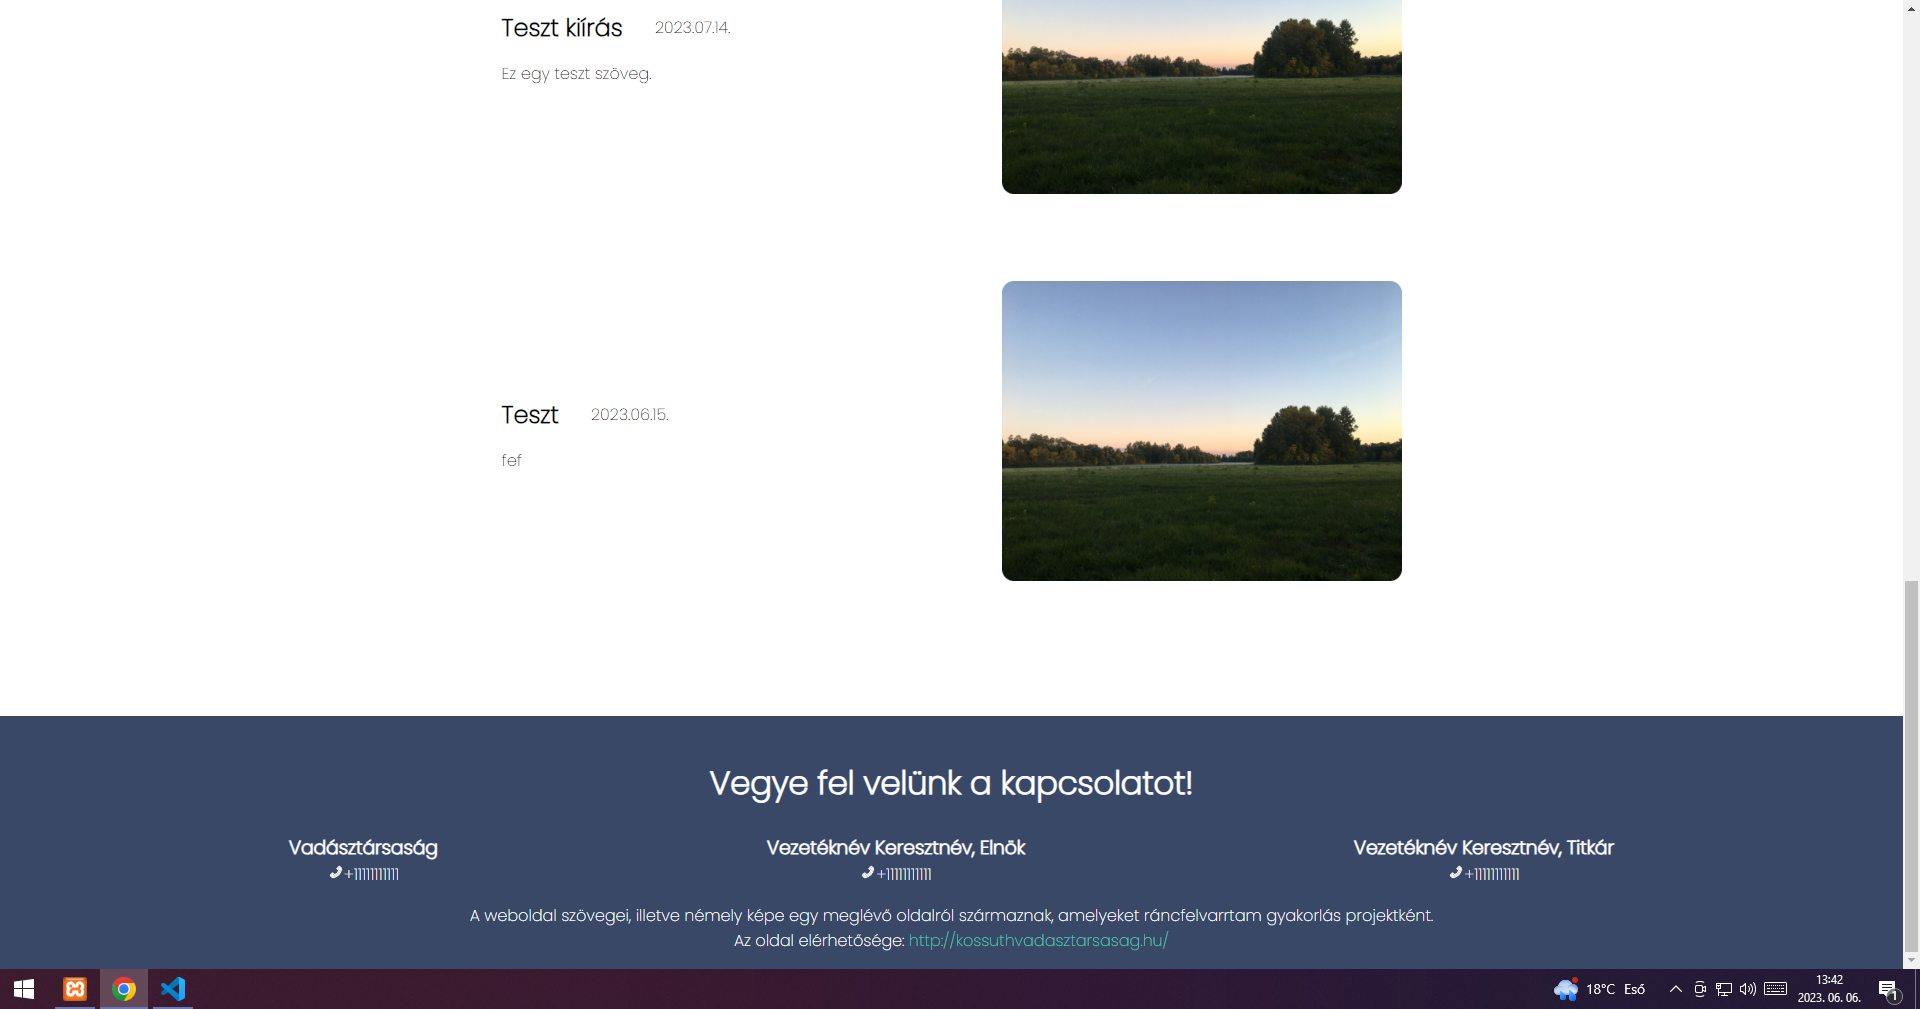 Teszt kiírás 2023.07.14.
Ez egy teszt szöveg.
Teszt 2023.06.15.
fef
Vegye fel velünk a kapcsolatot!
Vadásztársaság
+11111111111
Vezetéknév Keresztnév, Elnök
+11111111111
Vezetéknév Keresztnév, Titkár
+11111111111
A weboldal szövegei, illetve némely képe egy meglévő oldalról származnak, amelyeket ráncfelvarrtam gyakorlás projektként.
Az oldal elérhetősége: http://kossuthvadasztarsasag.hu/
18°C Eső
13:42
2023. 06. 06.
1